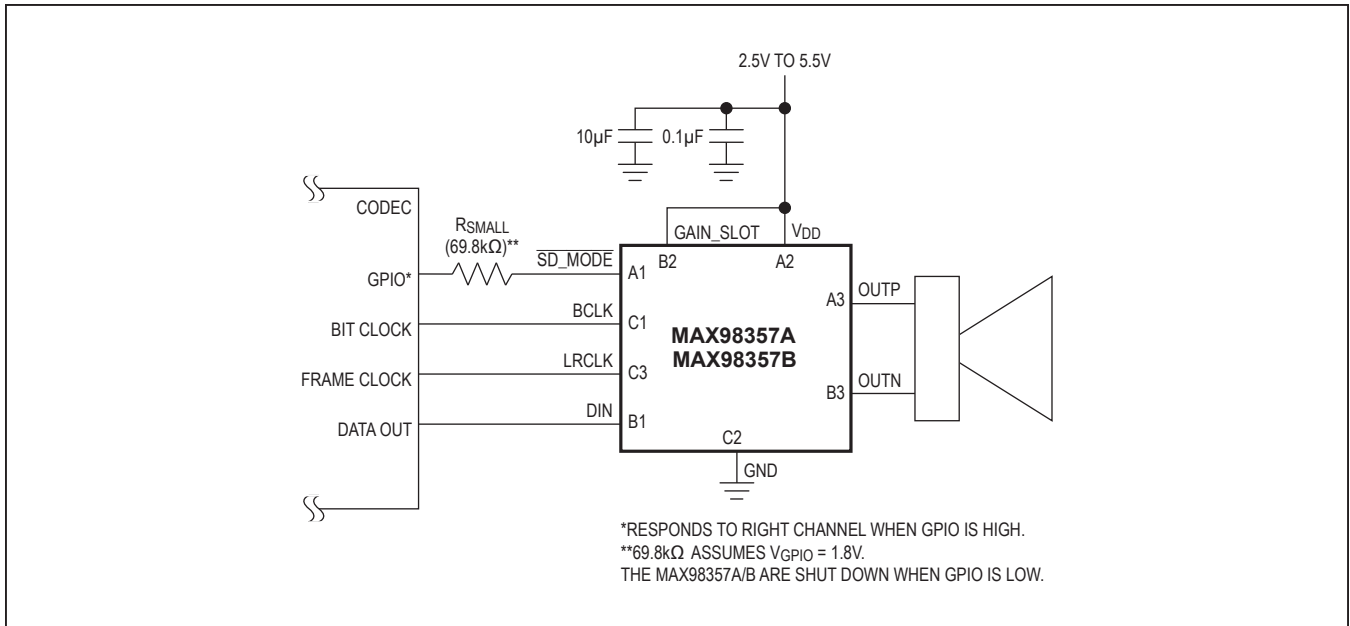 2.5V TO 5.5V
10µF
0.1µF
CODEC
RSMALL
(69.8kΩ)**
SD_MODE
GAIN_SLOT
VDD
B2
A2
GPIO*
A1
A3
OUTP
BCLK
BIT CLOCK
C1
MAX98357A
MAX98357B
LRCLK
FRAME CLOCK
C3
B3
OUTN
DIN
DATA OUT
B1
C2
GND
*RESPONDS TO RIGHT CHANNEL WHEN GPIO IS HIGH.
**69.8kΩ ASSUMES VGPIO = 1.8V.
THE MAX98357A/B ARE SHUT DOWN WHEN GPIO IS LOW.